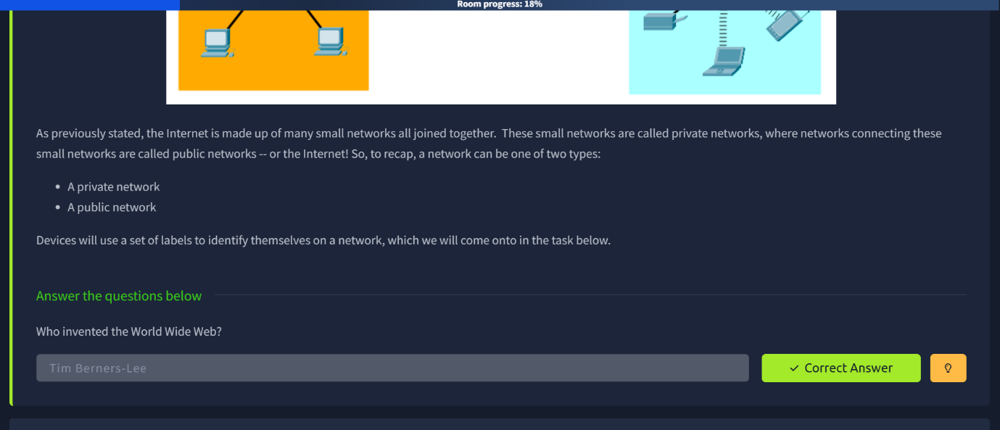 Room progress: 18%
As previously stated, the Internet is made up of many small networks all joined together.  These small networks are called private networks, where networks connecting these
small networks are called public networks -- or the Internet! So, to recap, a network can be one of two types:
• A private network
• A public network
Devices will use a set of labels to identify themselves on a network, which we will come onto in the task below.
Answer the questions below
Who invented the World Wide Web?
Tim Berners-Lee
✓ Correct Answer